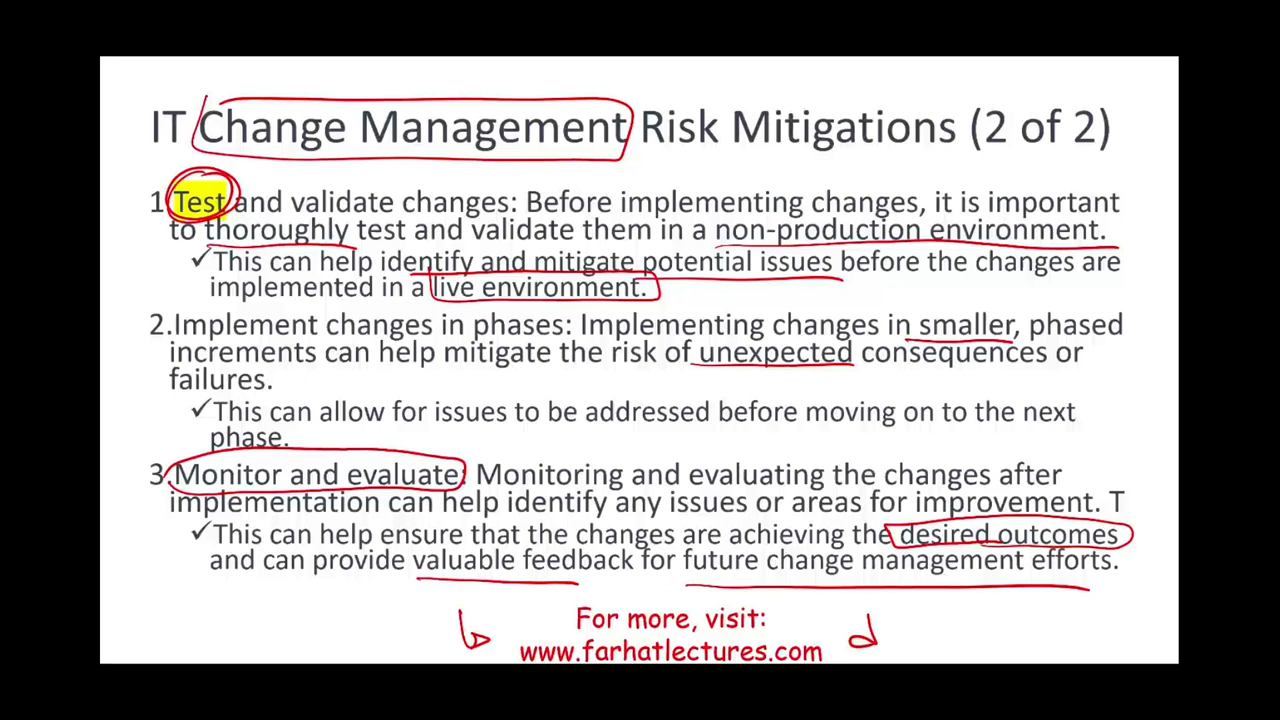 IT Change Management Risk Mitigations (2 of 2)
1.Test and validate changes: Before implementing changes, it is important
to thoroughly test and validate them in a non-production environment.
✓This can help identify and mitigate potential issues before the changes are
implemented in a live environment.
2.Implement changes in phases: Implementing changes in smaller, phased
increments can help mitigate the risk of unexpected consequences or
failures.
✓This can allow for issues to be addressed before moving on to the next
phase.
3.Monitor and evaluate: Monitoring and evaluating the changes after
implementation can help identify any issues or areas for improvement. T
✓This can help ensure that the changes are achieving the desired outcomes
and can provide valuable feedback for future change management efforts.
For more, visit:
www.farhatlectures.com